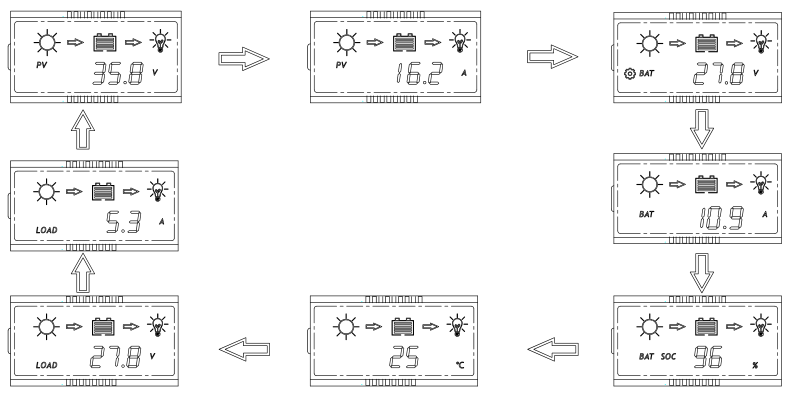 PV 35.8 V
PV 16.2 A
BAT 27.8 V
LOAD 5.3 A
BAT 10.9 A
LOAD 27.8 V
25 °C
BAT SOC 96 %